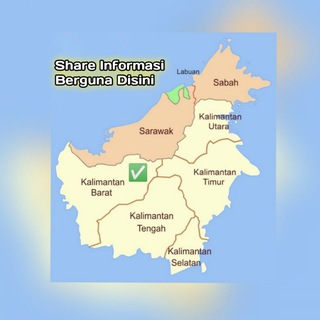 Share Informasi
Berguna Disini
Labuan
Sabah
Kalimantan
Utara
Sarawak
Kalimantan
Barat
Kalimantan
Timur
Kalimantan
Tengah
Kalimantan
Selatan